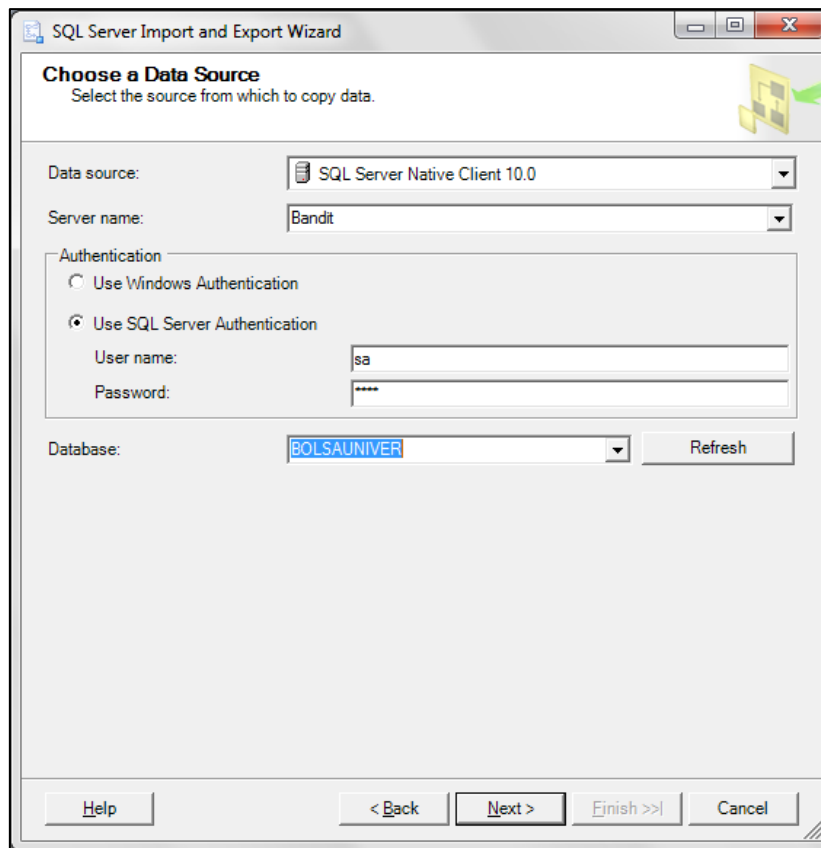 SQL Server Import and Export Wizard
Choose a Data Source
Select the source from which to copy data.
Data source: SQL Server Native Client 10.0
Server name: Bandit
Authentication
Use Windows Authentication
Use SQL Server Authentication
User name: sa
Password: ****
Database: BOLSAUNIVER Refresh
Help < Back Next > Finish >>| Cancel